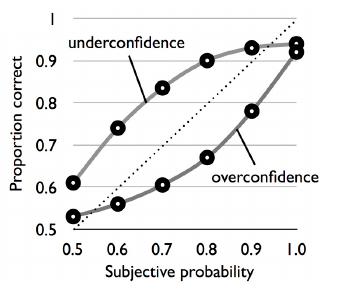 1
underconfidence
0.9
0.8
0.7
overconfidence
0.6
0.5
0.5 0.6 0.7 0.8 0.9 1.0
Subjective probability
Proportion correct